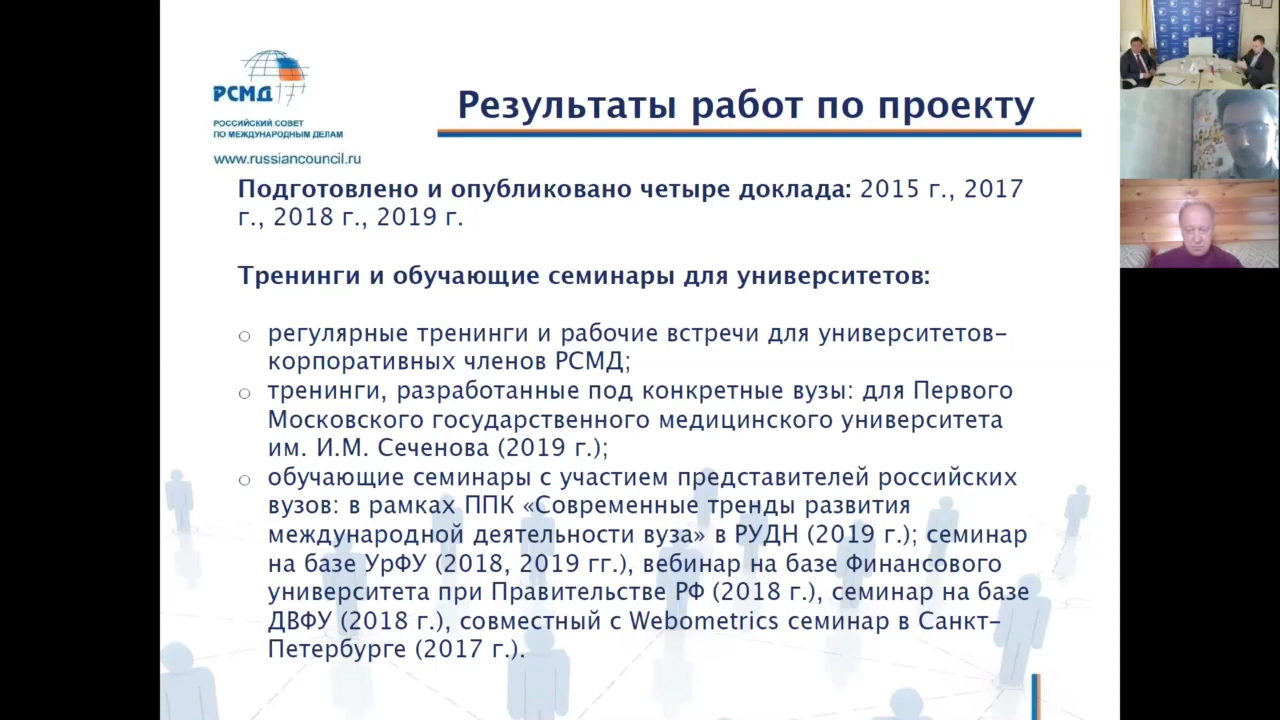 РСМД
РОССИЙСКИЙ СОВЕТ
ПО МЕЖДУНАРОДНЫМ ДЕЛАМ
www.russiancouncil.ru
Результаты работ по проекту
Подготовлено и опубликовано четыре доклада: 2015 г., 2017
г., 2018 г., 2019 г.
Тренинги и обучающие семинары для университетов:
регулярные тренинги и рабочие встречи для университетов-
корпоративных членов РСМД;
тренинги, разработанные под конкретные вузы: для Первого
Московского государственного медицинского университета
им. И.М. Сеченова (2019 г.);
обучающие семинары с участием представителей российских
вузов: в рамках ППК «Современные тренды развития
международной деятельности вуза» в РУДН (2019 г.); семинар
на базе УрФУ (2018, 2019 гг.), вебинар на базе Финансового
университета при Правительстве РФ (2018 г.), семинар на базе
ДВФУ (2018 г.), совместный с Webometrics семинар в Санкт-
Петербурге (2017 г.).